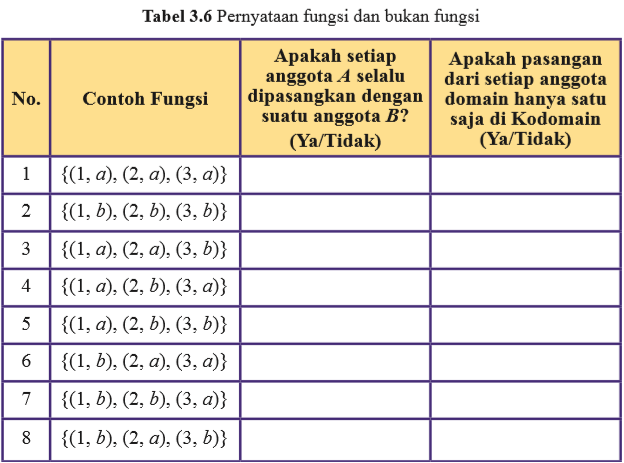 Tabel 3.6 Pernyataan fungsi dan bukan fungsi
No.
Contoh Fungsi
Apakah setiap
anggota A selalu
dipasangkan dengan
suatu anggota B?
(Ya/Tidak)
Apakah pasangan
dari setiap anggota
domain hanya satu
saja di Kodomain
(Ya/Tidak)
1 {(1, a), (2, a), (3, a)}
2 {(1, b), (2, b), (3, b)}
3 {(1, a), (2, a), (3, b)}
4 {(1, a), (2, b), (3, a)}
5 {(1, a), (2, b), (3, b)}
6 {(1, b), (2, a), (3, a)}
7 {(1, b), (2, b), (3, a)}
8 {(1, b), (2, a), (3, b)}